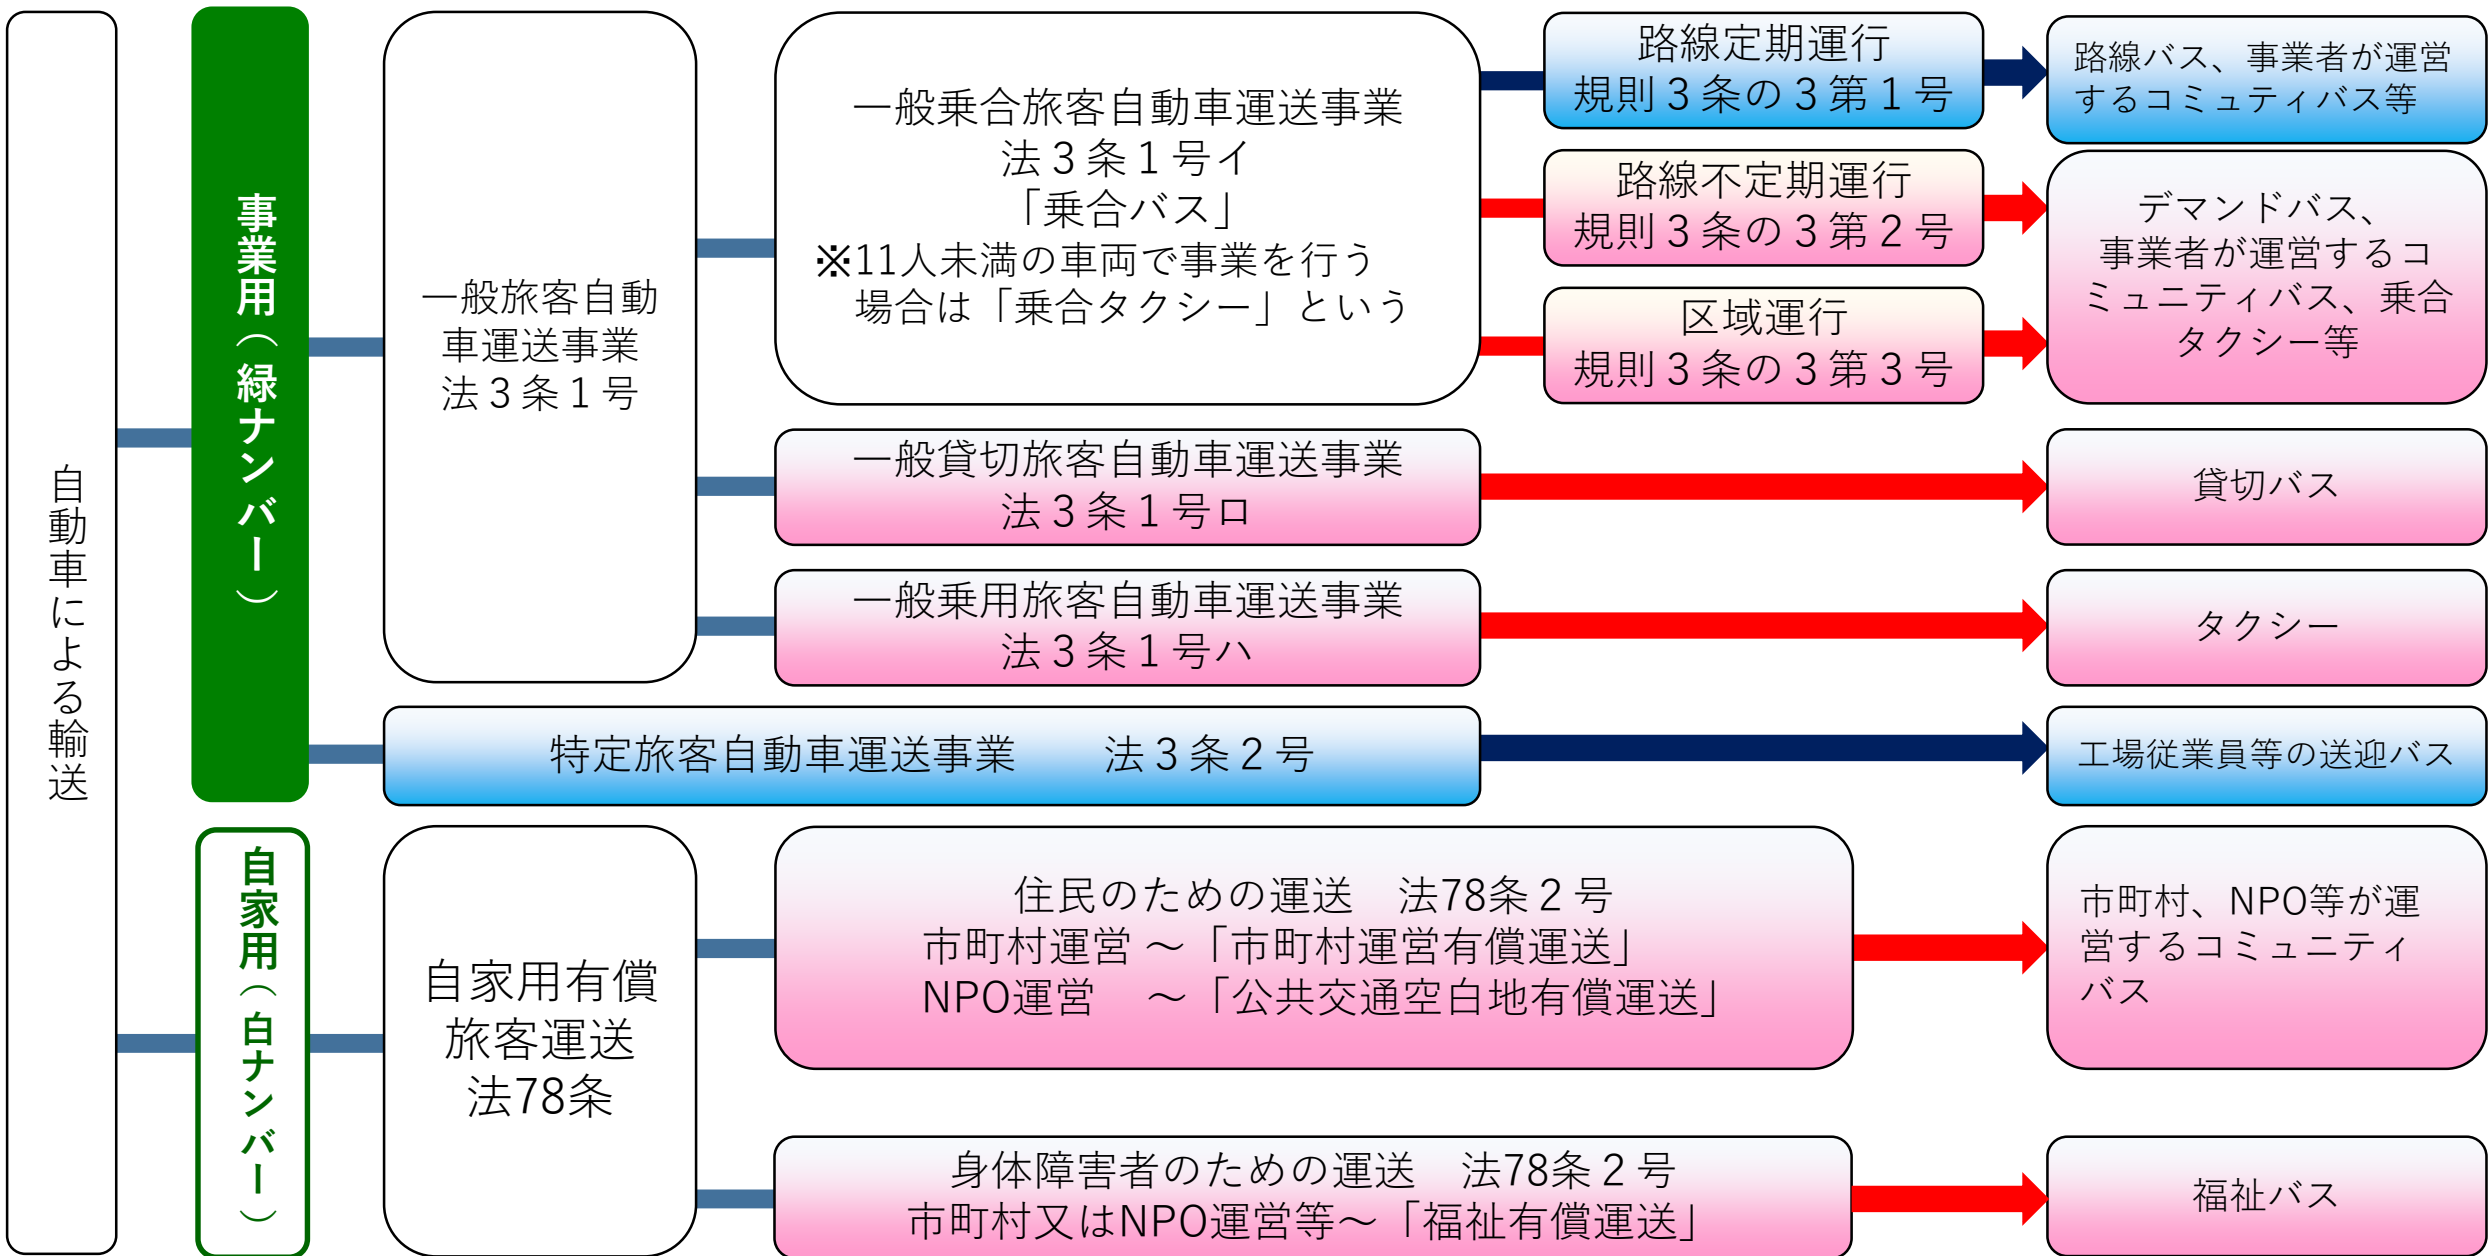 自動車による輸送
事業用（緑ナンバー）
一般旅客自動
車運送事業
法３条１号
一般乗合旅客自動車運送事業
法３条１号イ
「乗合バス」
※11人未満の車両で事業を行う
場合は「乗合タクシー」という
路線定期運行
規則３条の３第１号
路線バス、事業者が運営
するコミュティバス等
路線不定期運行
規則３条の３第２号
区域運行
規則３条の３第３号
デマンドバス、
事業者が運営するコ
ミュニティバス、乗合
タクシー等
一般貸切旅客自動車運送事業
法３条１号ロ
貸切バス
一般乗用旅客自動車運送事業
法３条１号ハ
タクシー
特定旅客自動車運送事業　　法３条２号
工場従業員等の送迎バス
自家用（白ナンバー）
自家用有償
旅客運送
法78条
住民のための運送　法78条２号
市町村運営 ～「市町村運営有償運送」
NPO運営　 ～「公共交通空白地有償運送」
市町村、NPO等が運
営するコミュニティ
バス
身体障害者のための運送　法78条２号
市町村又はNPO運営等～「福祉有償運送」
福祉バス